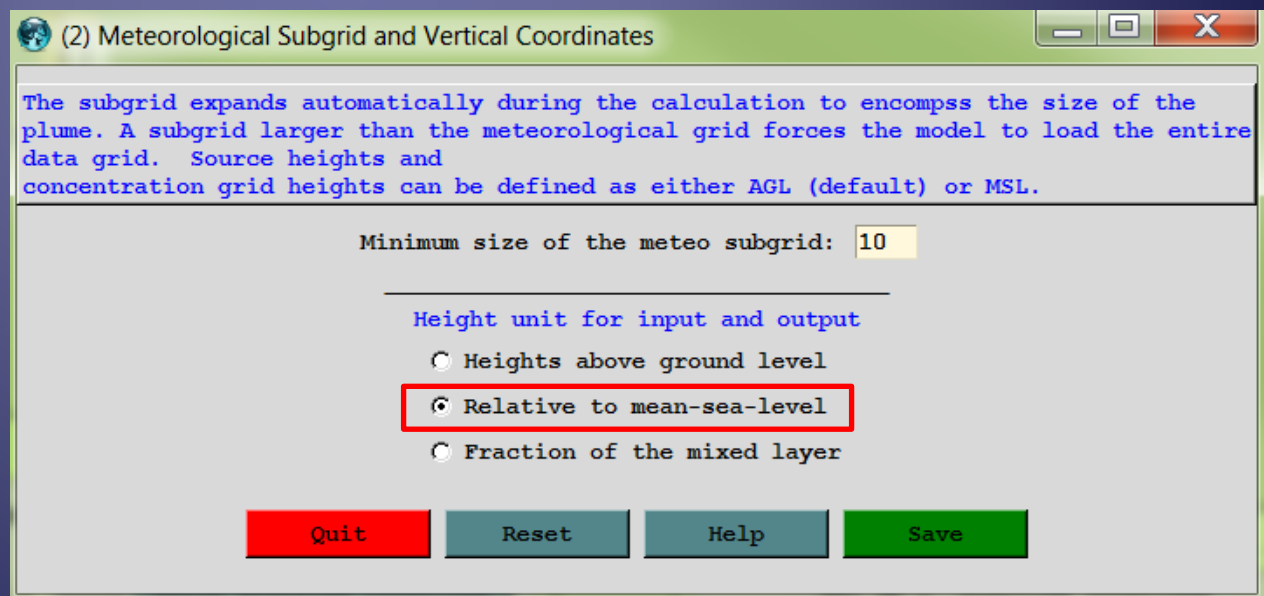 (2) Meteorological Subgrid and Vertical Coordinates
The subgrid expands automatically during the calculation to encompss the size of the
plume. A subgrid larger than the meteorological grid forces the model to load the entire
data grid.  Source heights and
concentration grid heights can be defined as either AGL (default) or MSL.
Minimum size of the meteo subgrid: 10
Height unit for input and output
Heights above ground level
Relative to mean-sea-level
Fraction of the mixed layer
Quit Reset Help Save